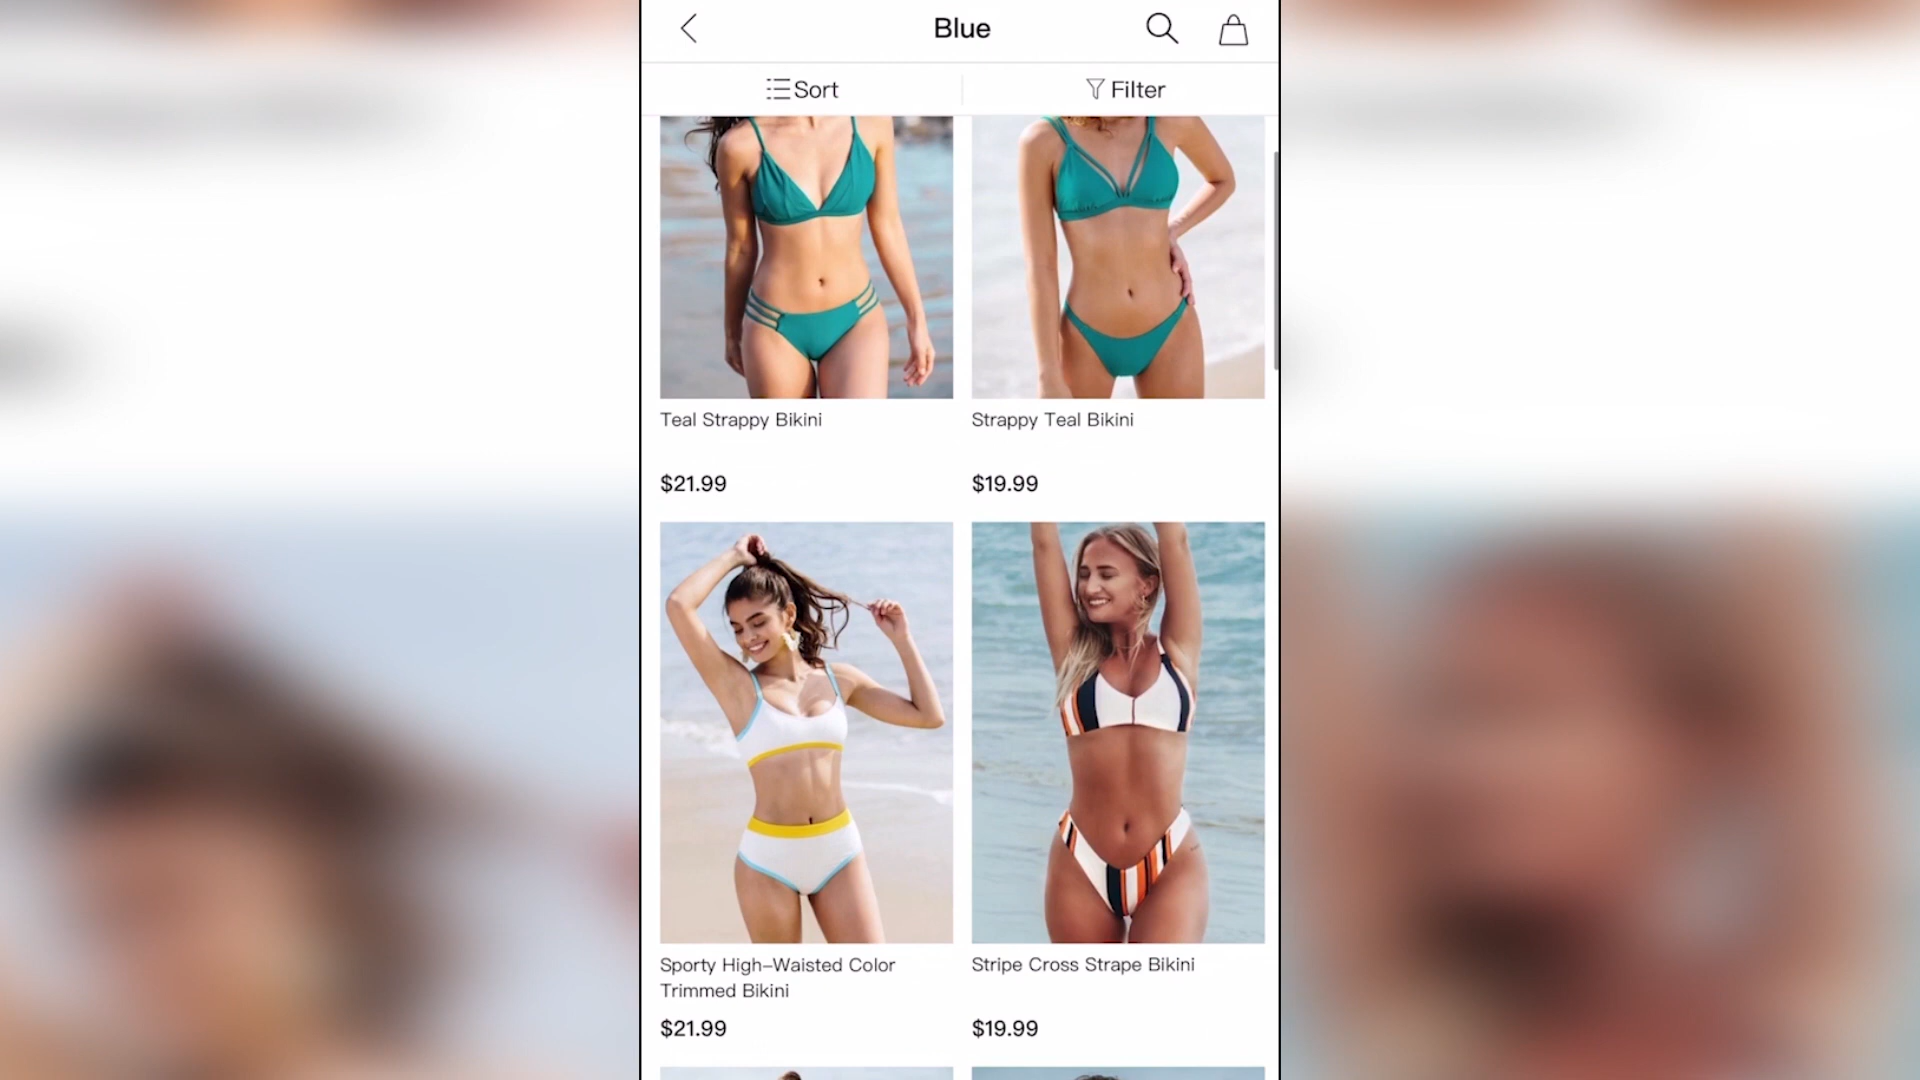 Blue
Sort
Filter
Teal Strappy Bikini
Strappy Teal Bikini
$21.99
$19.99
Sporty High-Waisted Color
Trimmed Bikini
Stripe Cross Strape Bikini
$21.99
$19.99